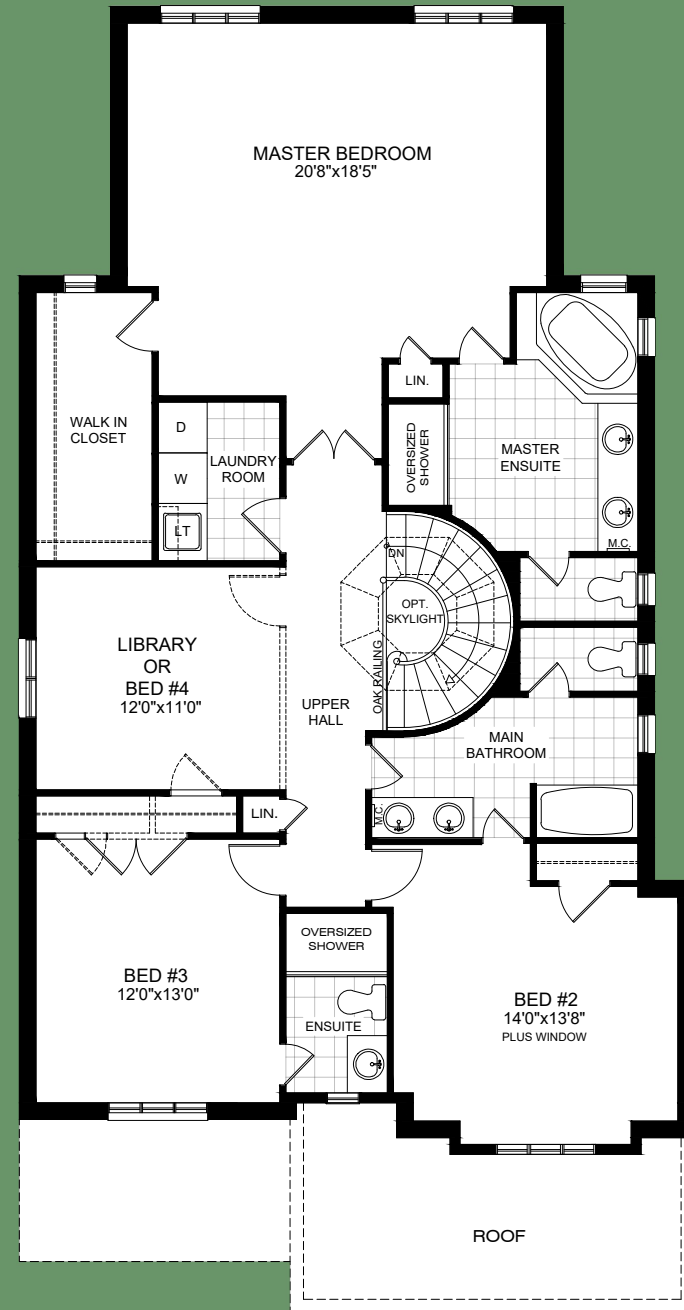 MASTER BEDROOM
20'8"x18'5"
LIN.
WALK IN
CLOSET
D
W
LT
LAUNDRY
ROOM
OVERSIZED
SHOWER
MASTER
ENSUITE
M.C.
DN
OPT.
SKYLIGHT
OAK RAILING
LIBRARY
OR
BED #4
12'0"x11'0"
UPPER
HALL
MAIN
BATHROOM
M.C.
LIN.
OVERSIZED
SHOWER
BED #3
12'0"x13'0"
ENSUITE
BED #2
14'0"x13'8"
PLUS WINDOW
ROOF